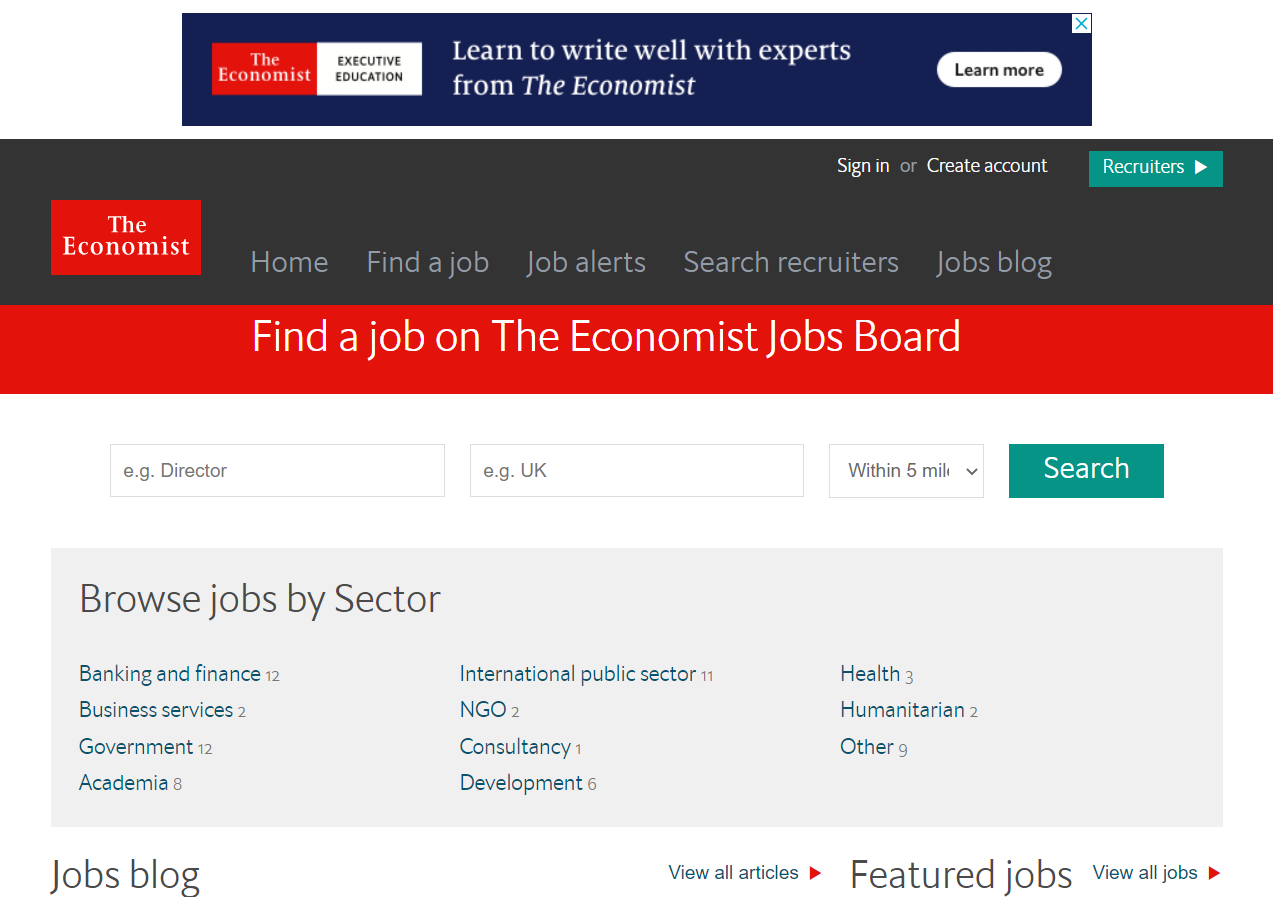 The
Economist
EXECUTIVE
EDUCATION
Learn to write well with experts
from The Economist
Learn more
Sign in or Create account
Recruiters
The
Economist
Home Find a job Job alerts Search recruiters Jobs blog
Find a job on The Economist Jobs Board
e.g. Director e.g. UK Within 5 Search
Browse jobs by Sector
Banking and finance 12 International public sector 11 Health 3
Business services 2 NGO 2 Humanitarian 2
Government 12 Consultancy 1 Other 9
Academia 8 Development 6
Jobs blog View all articles Featured jobs View all jobs